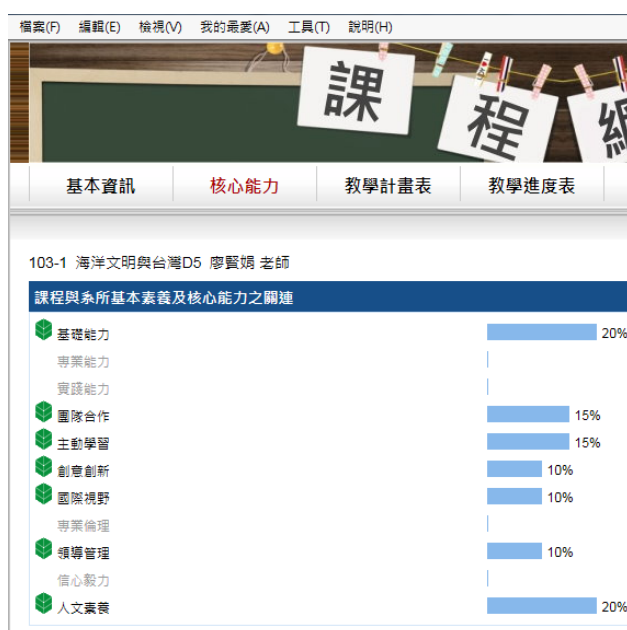 檔案(F) 編輯(E) 檢視(V) 我的最愛(A) 工具(T) 說明(H)
課 程
基本資訊 核心能力 教學計畫表 教學進度表
103-1 海洋文明與台灣D5 廖賢娟 老師
課程與系所基本素養及核心能力之關連
基礎能力 20%
專業能力
實踐能力
團隊合作 15%
主動學習 15%
創意創新 10%
國際視野 10%
專業倫理
領導管理 10%
信心毅力
人文素養 20%